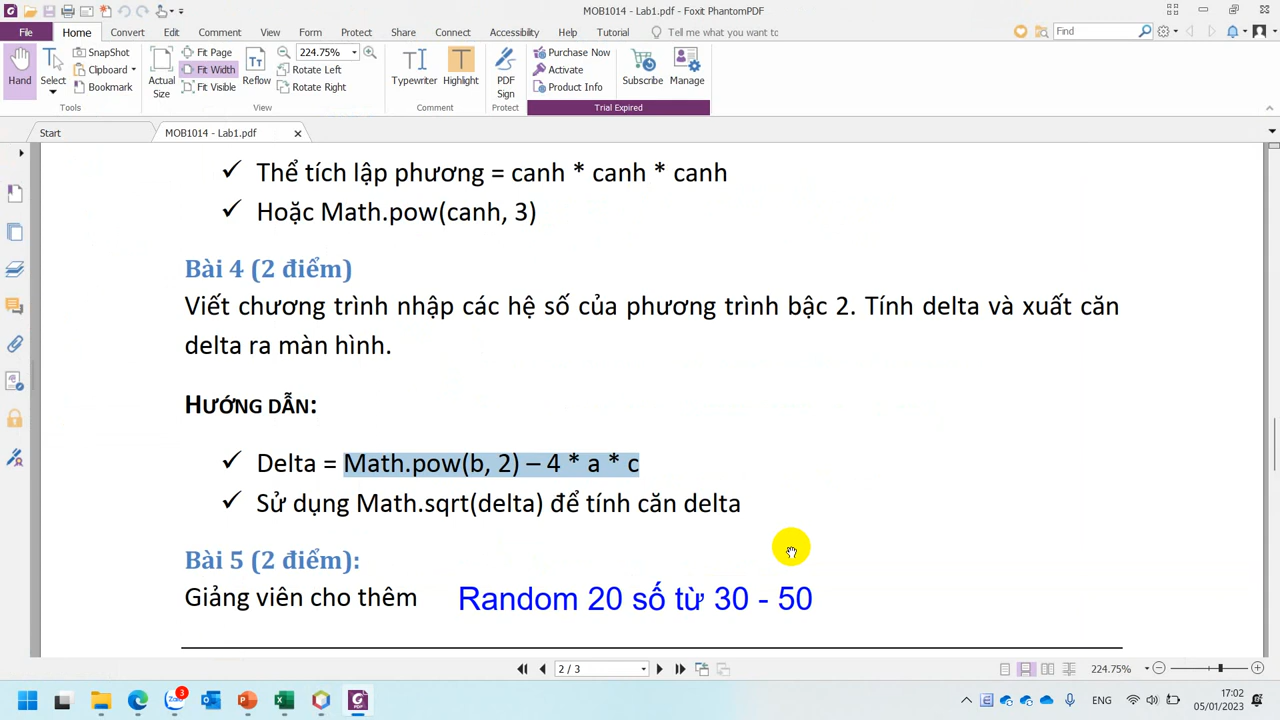 MOB1014 - Lab1.pdf - Foxit PhantomPDF
File Home Convert Edit Comment View Form Protect Share Connect Accessibility Help Tutorial Tell me what you want to Find
Hand
Select
SnapShot
Clipboard
Bookmark
Tools
Actual Size
Fit Page
Fit Width
Fit Visible
Reflow
224.75%
Rotate Left
Rotate Right
View
Typewriter
Highlight
Comment
PDF Sign
Protect
Purchase Now
Activate
Product Info
Subscribe
Manage
Trial Expired
Start
MOB1014 - Lab1.pdf
✓ Thể tích lập phương = canh * canh * canh
✓ Hoặc Math.pow(canh, 3)
Bài 4 (2 điểm)
Viết chương trình nhập các hệ số của phương trình bậc 2. Tính delta và xuất căn
delta ra màn hình.
HƯỚNG DẪN:
✓ Delta = Math.pow(b, 2) – 4 * a * c
✓ Sử dụng Math.sqrt(delta) để tính căn delta
Bài 5 (2 điểm):
Giảng viên cho thêm Random 20 số từ 30 - 50
2 / 3
224.75%
Zalo 3
ENG
17:02
05/01/2023